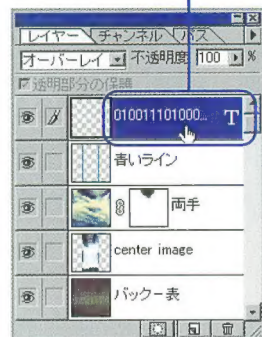 レイヤー チャンネル パス
オーバーレイ 不透明度: 100 %
透明部分の保護
010011101000... T
青いライン
両手
center image
バックー表